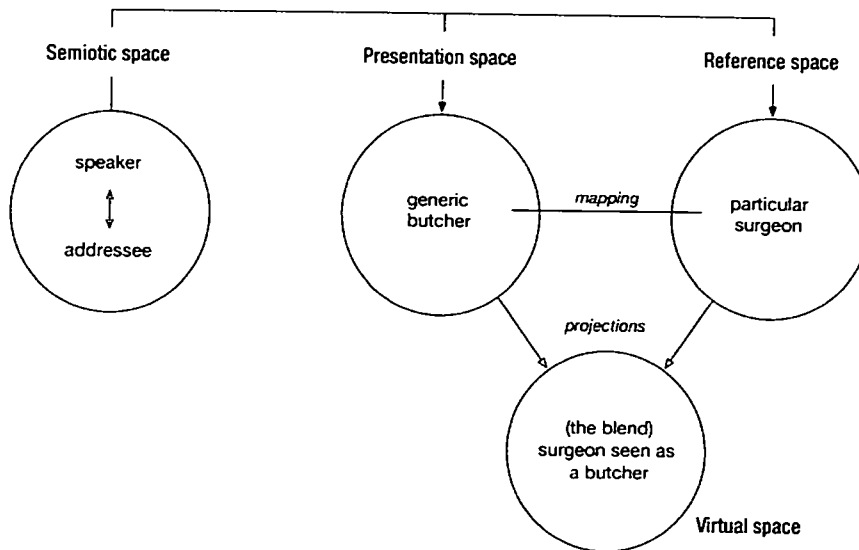 Semiotic space
Presentation space
Reference space
speaker
addressee
generic
butcher
mapping
particular
surgeon
projections
(the blend)
surgeon seen as
a butcher
Virtual space